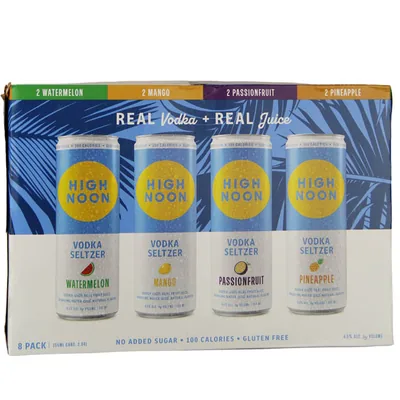 2 WATERMELON
2 MANGO
2 PASSIONFRUIT
2 PINEAPPLE
REAL Vodka + REAL Juice
HIGH NOON
VODKA
SELTZER
WATERMELON
HIGH NOON
VODKA
SELTZER
MANGO
HIGH NOON
VODKA
SELTZER
PASSIONFRUIT
HIGH NOON
VODKA
SELTZER
PINEAPPLE
8 PACK
NO ADDED SUGAR • 100 CALORIES • GLUTEN FREE